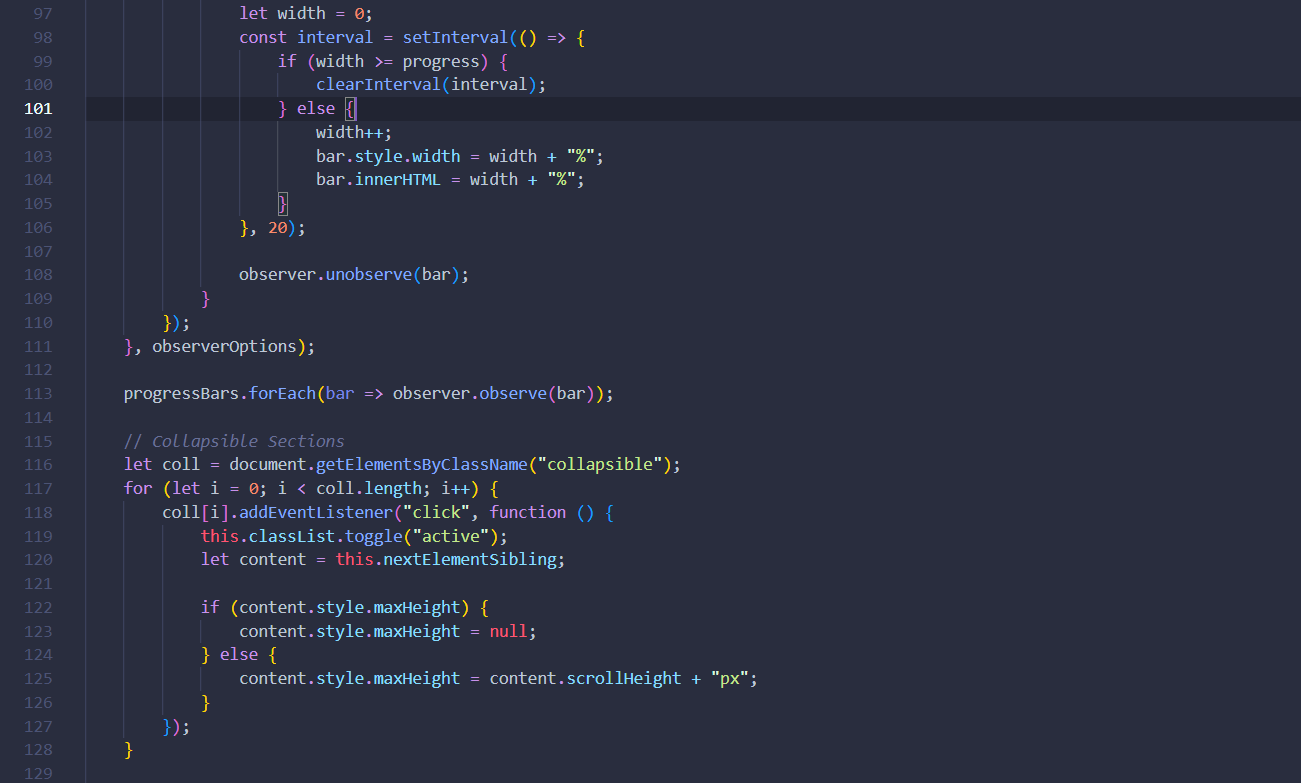 97 let width = 0;
98 const interval = setInterval(() => {
99 if (width >= progress) {
100 clearInterval(interval);
101 } else {
102 width++;
103 bar.style.width = width + "%";
104 bar.innerHTML = width + "%";
105 }
106 }, 20);
107
108 observer.unobserve(bar);
109 }
110 });
111 }, observerOptions);
112
113 progressBars.forEach(bar => observer.observe(bar));
114
115 // Collapsible Sections
116 let coll = document.getElementsByClassName("collapsible");
117 for (let i = 0; i < coll.length; i++) {
118 coll[i].addEventListener("click", function () {
119 this.classList.toggle("active");
120 let content = this.nextElementSibling;
121
122 if (content.style.maxHeight) {
123 content.style.maxHeight = null;
124 } else {
125 content.style.maxHeight = content.scrollHeight + "px";
126 }
127 });
128 }
129